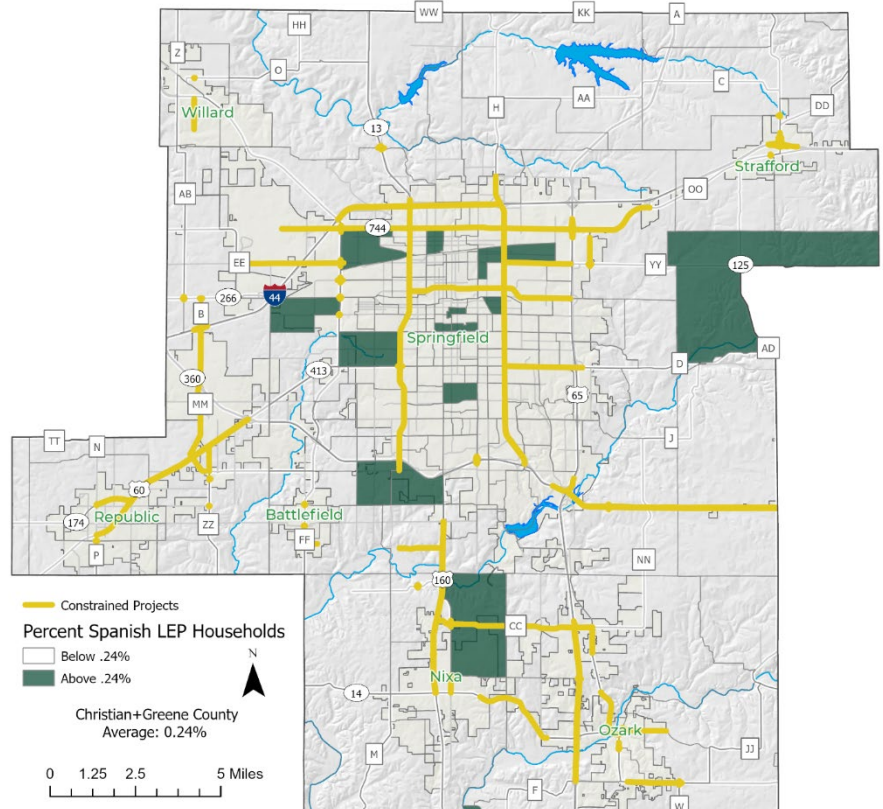 WW
KK
A
HH
Z
O
C
H
AA
DD
Willard
13
Strafford
OO
AB
744
EE
YY
125
266
44
B
Springfield
AD
413
D
360
65
MM
J
TT
N
60
174
Republic
Battlefield
ZZ
FF
P
NN
160
CC
Nixa
14
Ozark
M
JJ
F
W
Constrained Projects
Percent Spanish LEP Households
Below .24%
Above .24%
N
Christian+Greene County
Average: 0.24%
0 1.25 2.5 5 Miles